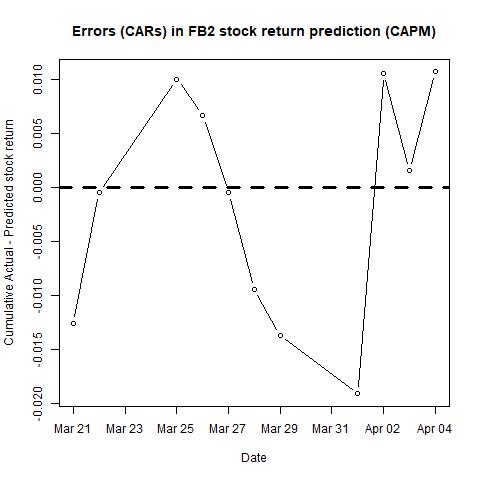 Errors (CARs) in FB2 stock return prediction (CAPM)
Cumulative Actual - Predicted stock return
0.010
0.005
0.000
-0.005
-0.010
-0.015
-0.020
Mar 21 Mar 23 Mar 25 Mar 27 Mar 29 Mar 31 Apr 02 Apr 04
Date